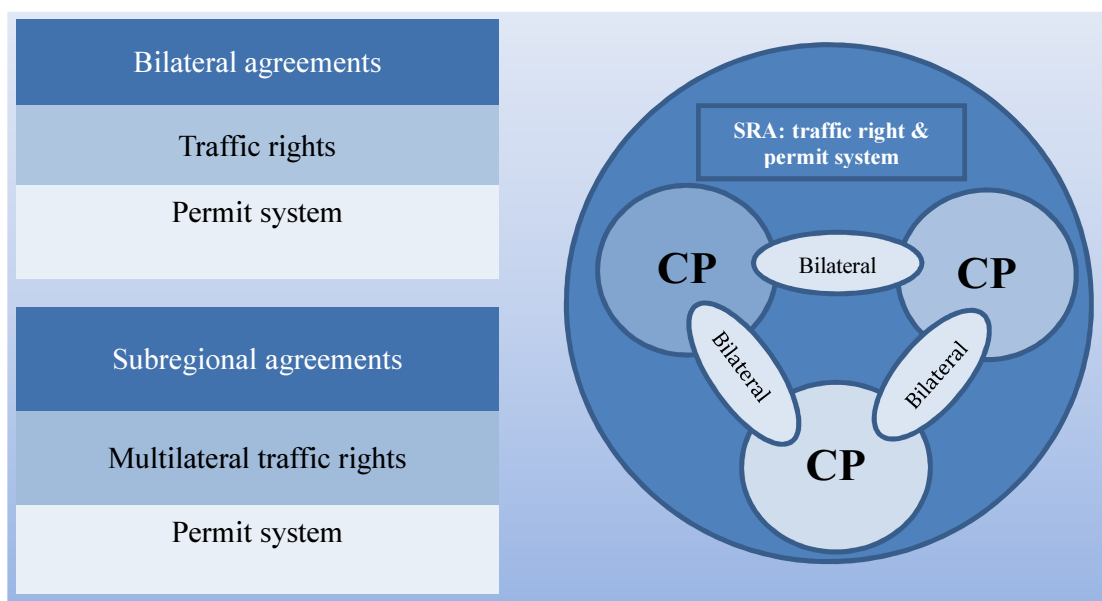 Bilateral agreements
Traffic rights
Permit system
Subregional agreements
Multilateral traffic rights
Permit system
SRA: traffic right &
permit system
CP
Bilateral
CP
Bilateral
Bilateral
CP